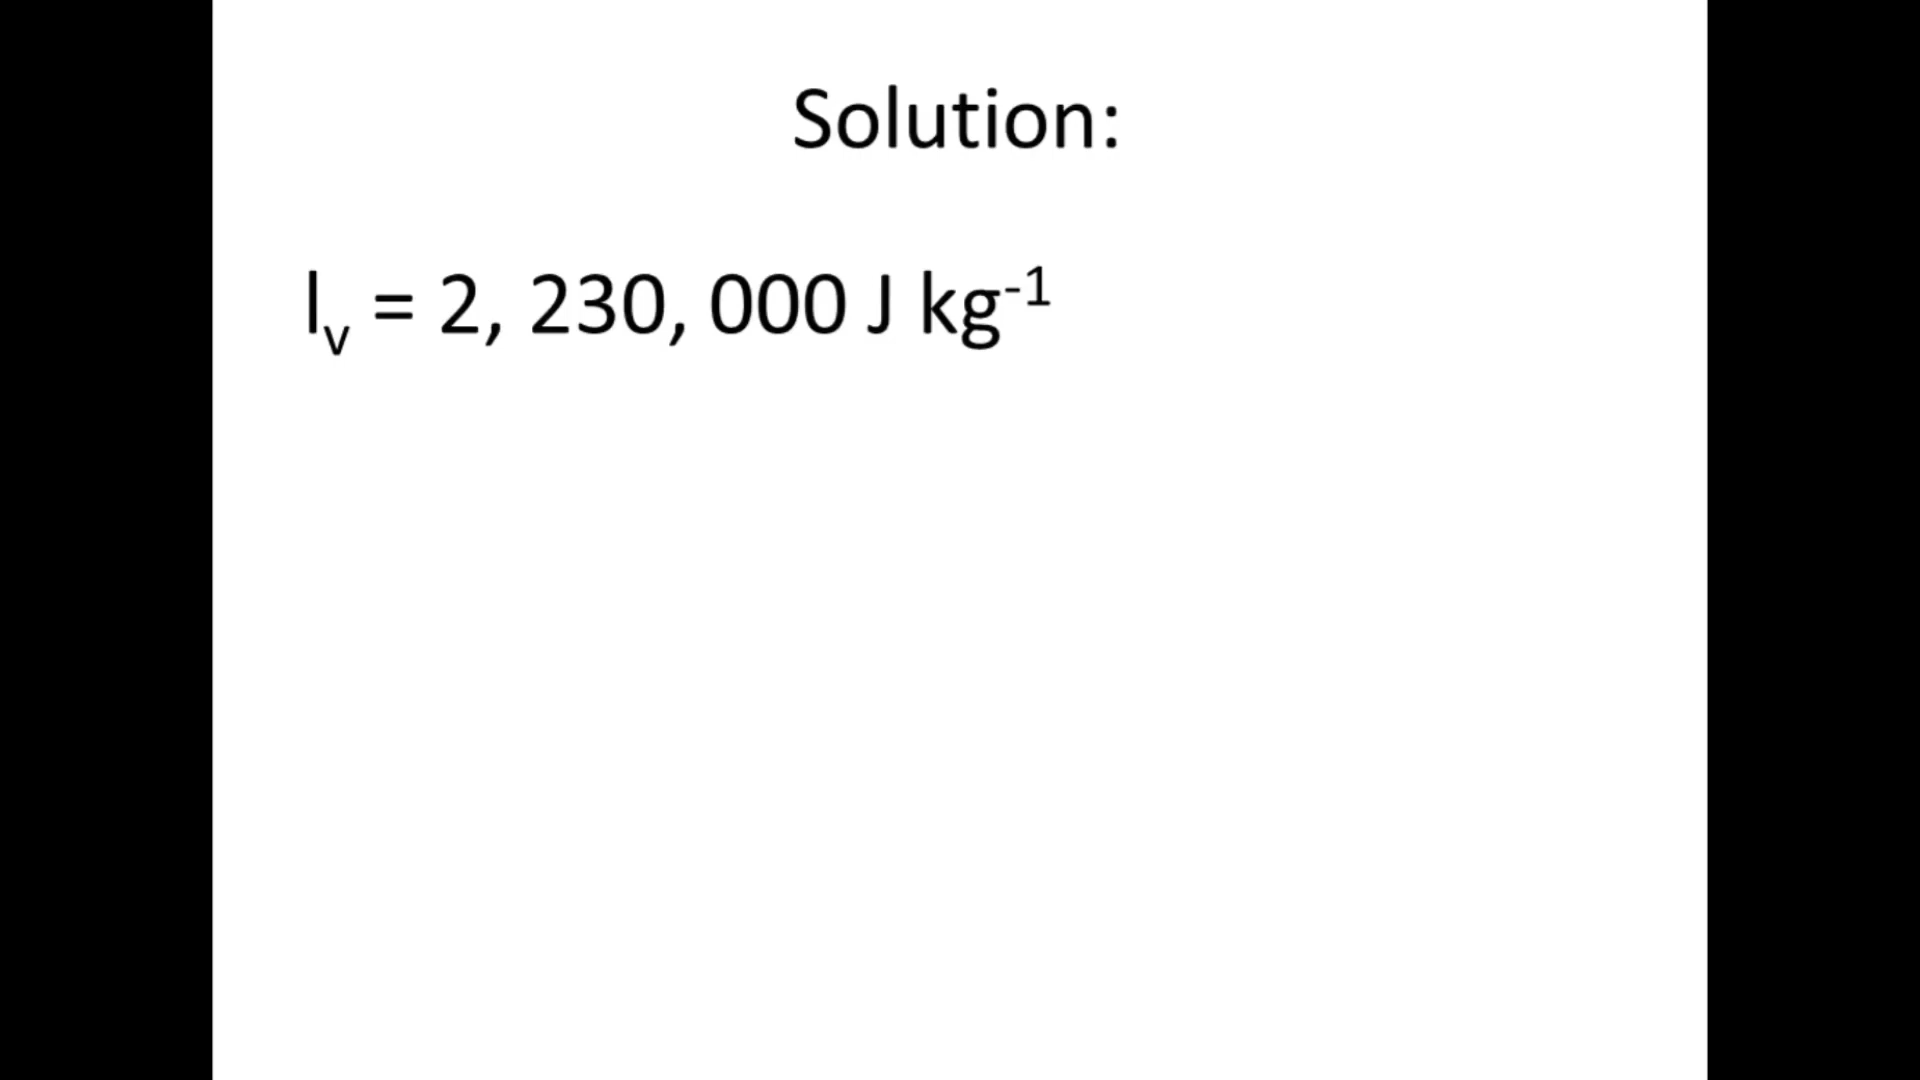 Solution:
lᵥ = 2, 230, 000 J kg⁻¹